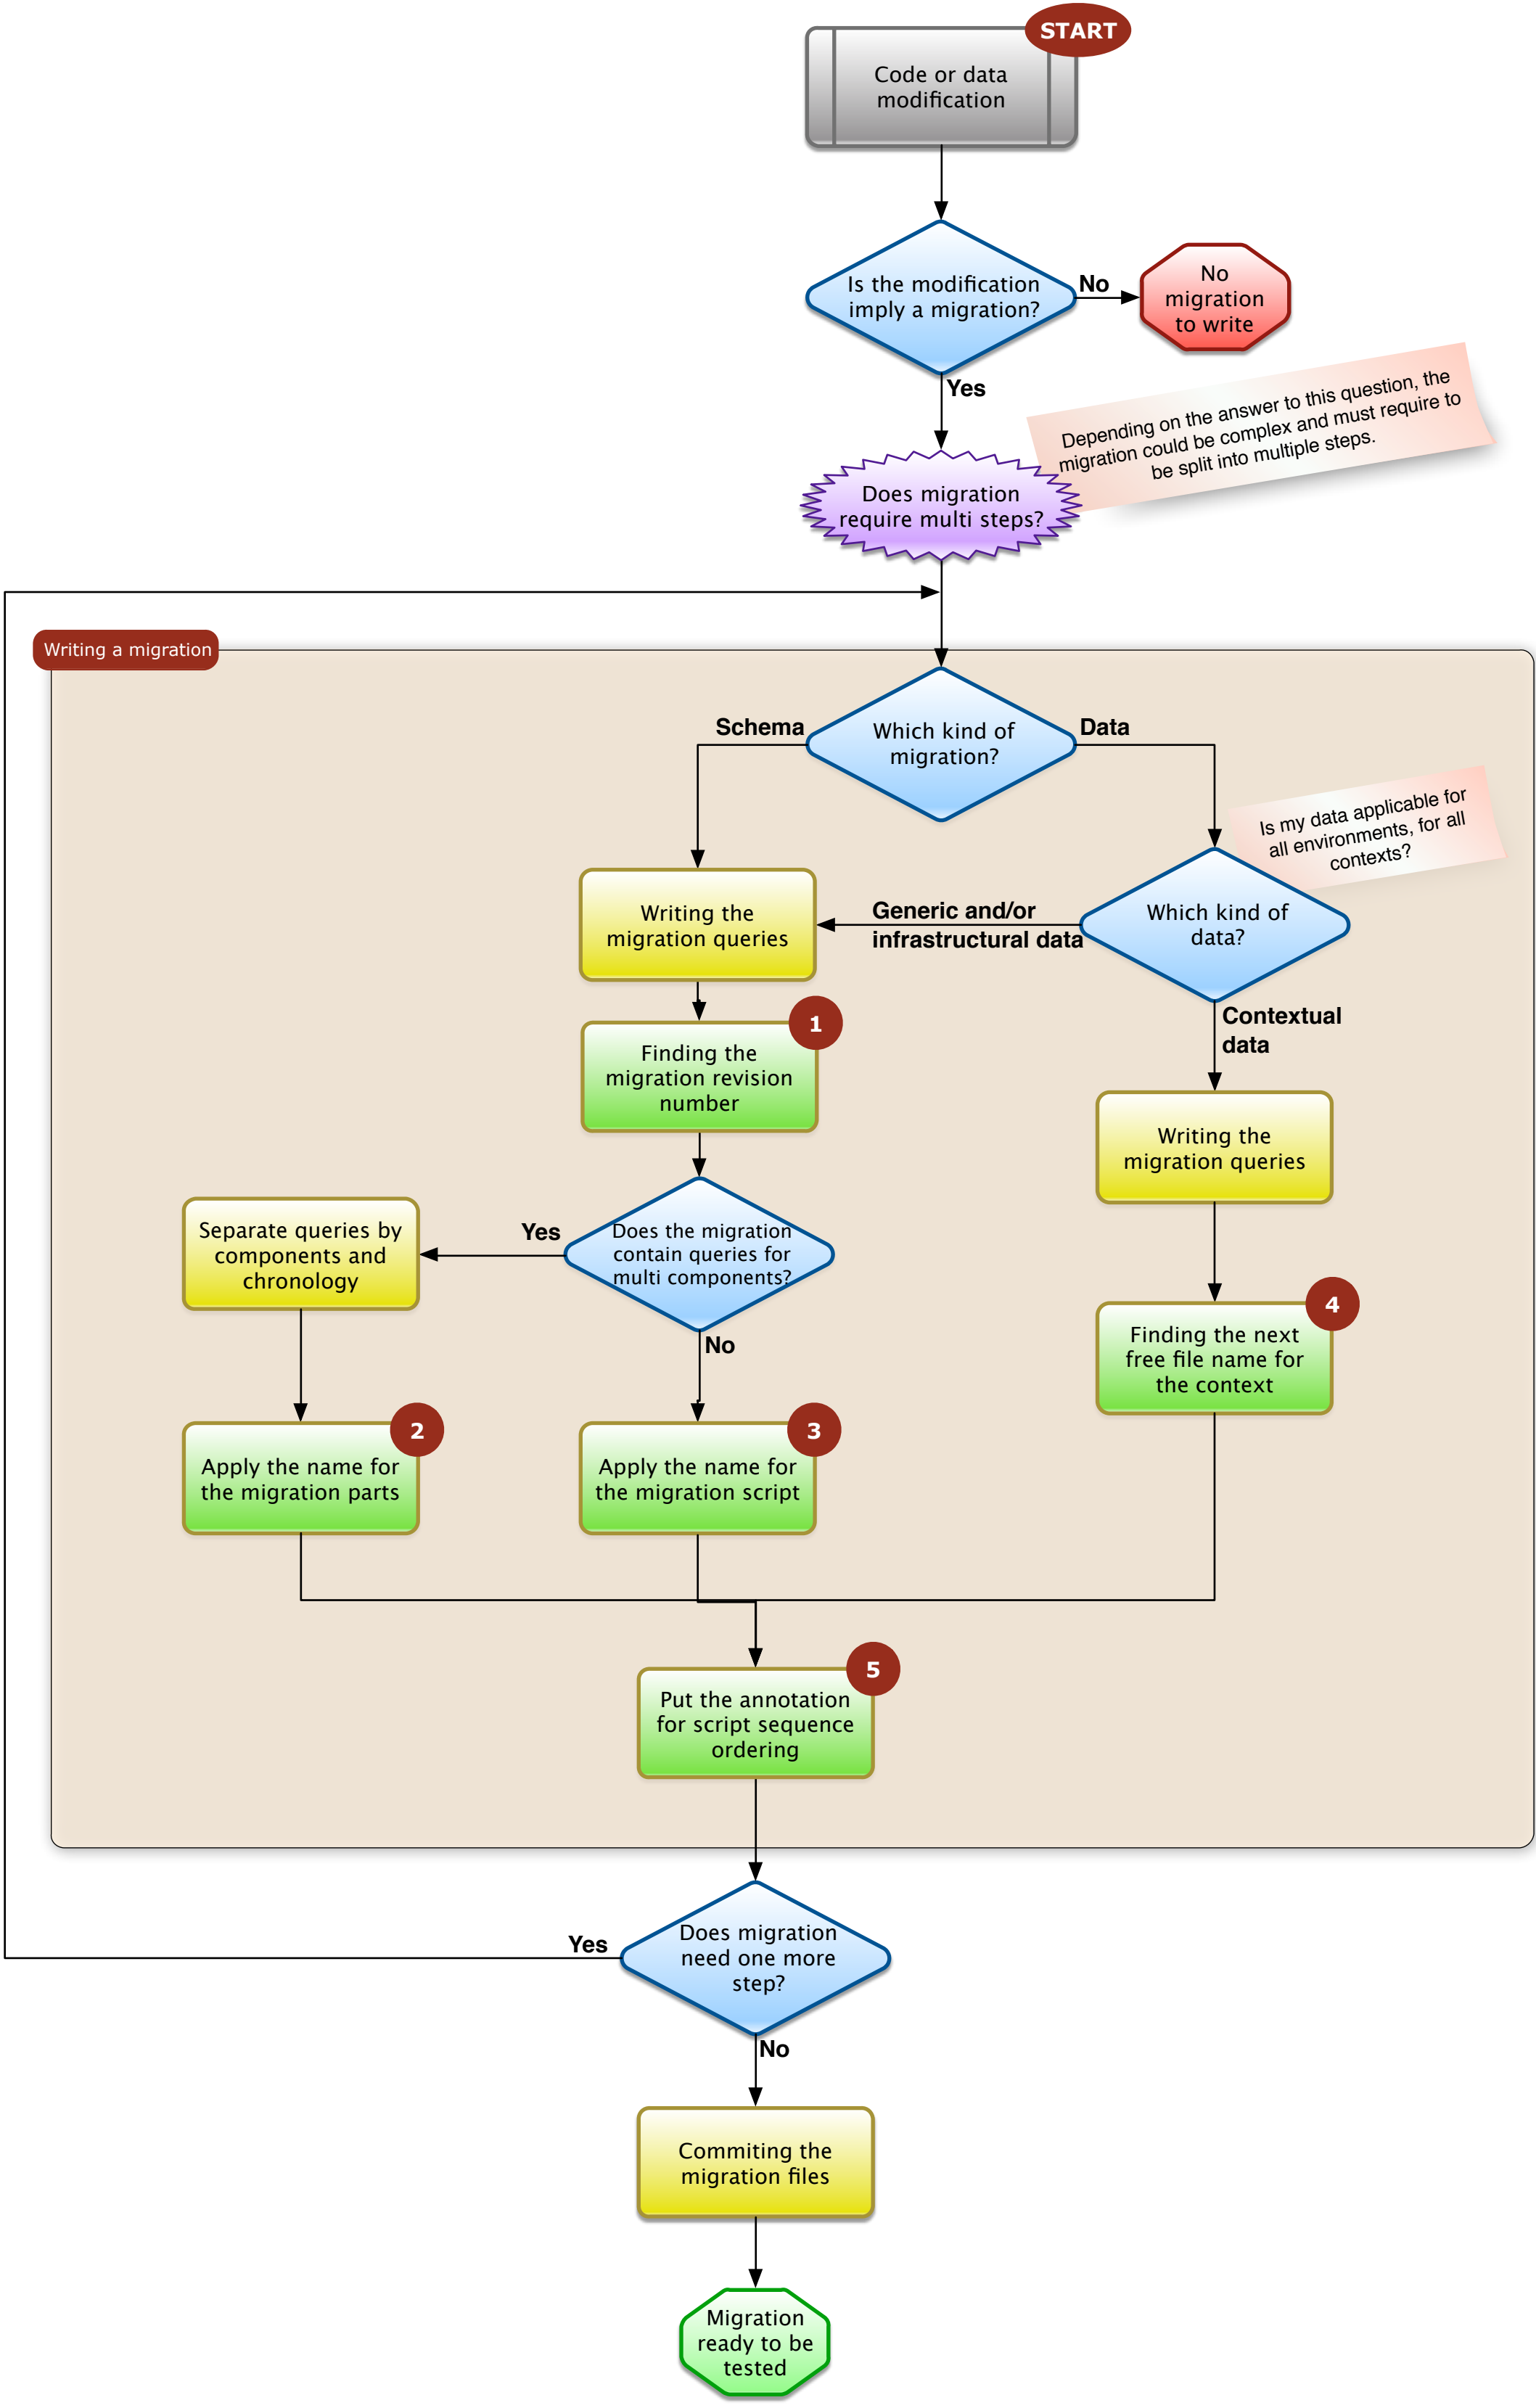 START
Code or data
modification
Is the modification
imply a migration?
No
No
migration
to write
Yes
Depending on the answer to this question, the
migration could be complex and must require to
be split into multiple steps.
Does migration
require multi steps?
Writing a migration
Schema
Which kind of
migration?
Data
Is my data applicable for
all environments, for all
contexts?
Writing the
migration queries
Generic and/or
infrastructural data
Which kind of
data?
Contextual
data
1
Finding the
migration revision
number
Writing the
migration queries
Separate queries by
components and
chronology
Yes
Does the migration
contain queries for
multi components?
No
4
Finding the next
free file name for
the context
2
Apply the name for
the migration parts
3
Apply the name for
the migration script
5
Put the annotation
for script sequence
ordering
Yes
Does migration
need one more
step?
No
Commiting the
migration files
Migration
ready to be
tested